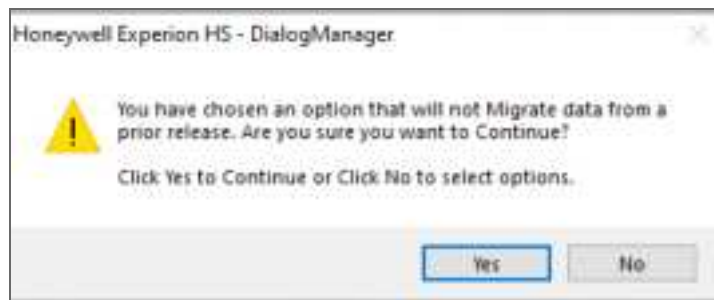 Honeywell Experion HS - DialogManager
You have chosen an option that will not Migrate data from a
prior release. Are you sure you want to Continue?
Click Yes to Continue or Click No to select options.
Yes
No